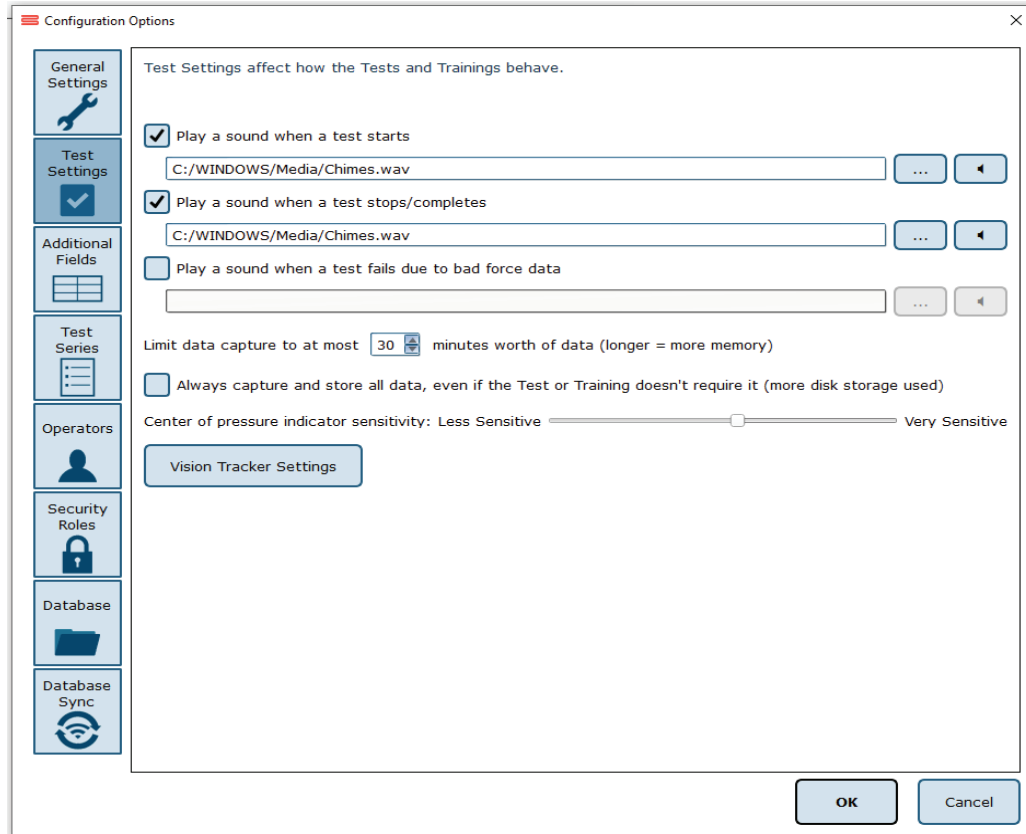 Configuration Options
General
Settings
Test
Settings
Additional
Fields
Test
Series
Operators
Security
Roles
Database
Database
Sync
Test Settings affect how the Tests and Trainings behave.
Play a sound when a test starts
C:/WINDOWS/Media/Chimes.wav
...
Play a sound when a test stops/completes
C:/WINDOWS/Media/Chimes.wav
...
Play a sound when a test fails due to bad force data
...
Limit data capture to at most 30 minutes worth of data (longer = more memory)
Always capture and store all data, even if the Test or Training doesn't require it (more disk storage used)
Center of pressure indicator sensitivity: Less Sensitive Very Sensitive
Vision Tracker Settings
OK Cancel